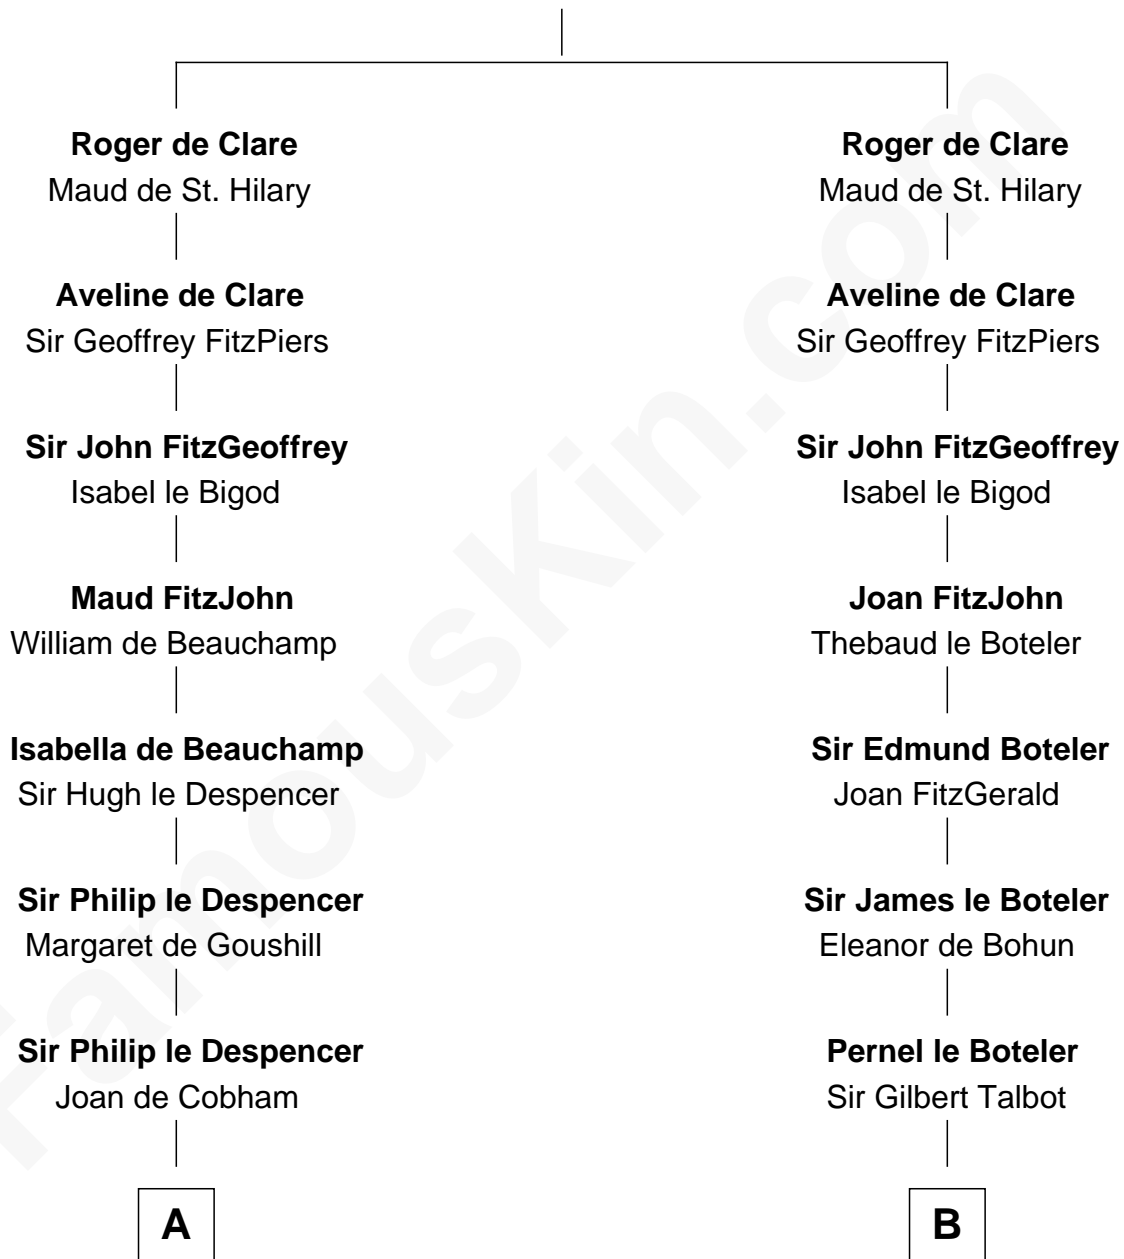 Roger de Clare
Maud de St. Hilary
Aveline de Clare
Sir Geoffrey FitzPiers
Sir John FitzGeoffrey
Isabel le Bigod
Maud FitzJohn
William de Beauchamp
Isabella de Beauchamp
Sir Hugh le Despencer
Sir Philip le Despencer
Margaret de Goushill
Sir Philip le Despencer
Joan de Cobham
A
Roger de Clare
Maud de St. Hilary
Aveline de Clare
Sir Geoffrey FitzPiers
Sir John FitzGeoffrey
Isabel le Bigod
Joan FitzJohn
Thebaud le Boteler
Sir Edmund Boteler
Joan FitzGerald
Sir James le Boteler
Eleanor de Bohun
Pernel le Boteler
Sir Gilbert Talbot
B
FamousKin.com